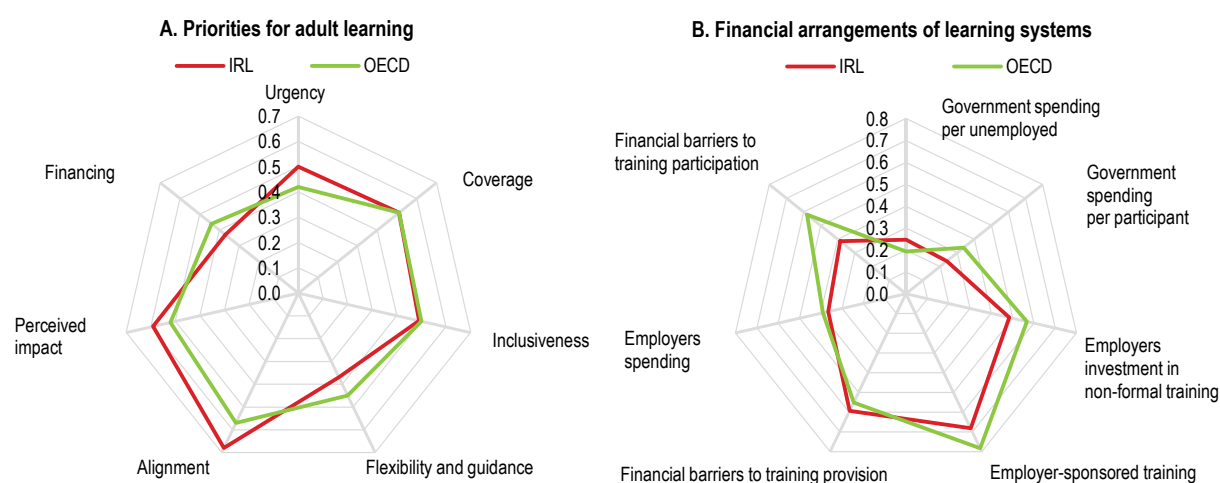 A. Priorities for adult learning
IRL
OECD
Urgency
0.7
0.6
0.5
0.4
0.3
0.2
0.1
0.0
Coverage
Inclusiveness
Flexibility and guidance
Alignment
Perceived
impact
Financing
B. Financial arrangements of learning systems
IRL
OECD
Government spending
per unemployed
0.8
0.7
0.6
0.5
0.4
0.3
0.2
0.1
0.0
Government
spending
per participant
Employers
investment in
non-formal training
Employer-sponsored training
Financial barriers to training provision
Employers
spending
Financial barriers to
training participation